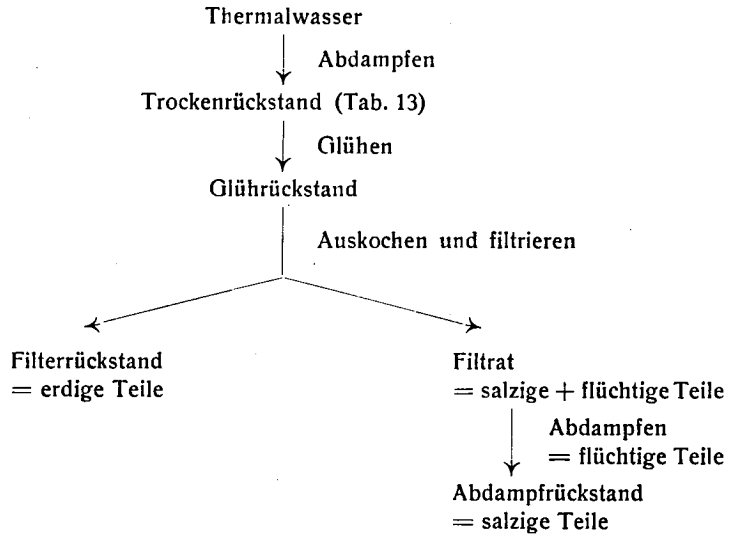 Thermalwasser
Abdampfen
Trockenrückstand (Tab. 13)
Glühen
Glührückstand
Auskochen und filtrieren
Filterrückstand
= erdige Teile
Filtrat
= salzige + flüchtige Teile
Abdampfen
= flüchtige Teile
Abdampfrückstand
= salzige Teile